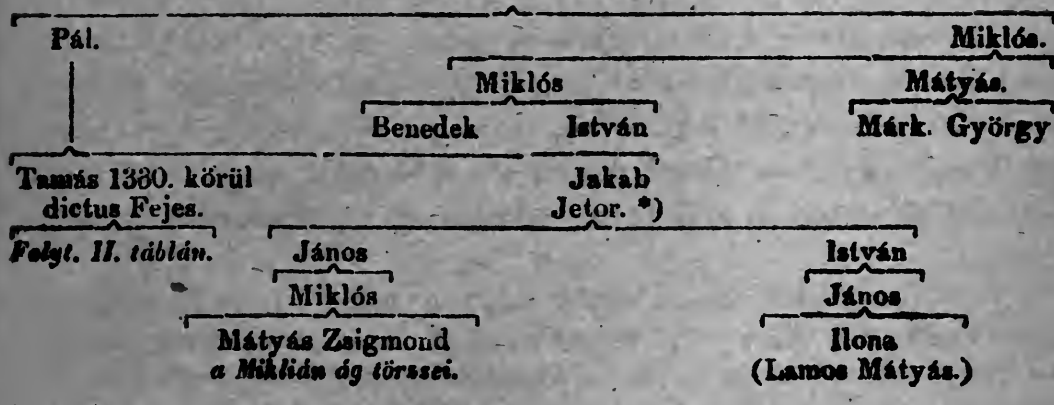 Pál. Miklós.
Miklós Mátyás.
Benedek István Márk. György
Tamás 1330. körül Jakab
dictus Fejes. Jetor. *)
Folyt. II. táblán. János István
Miklós János
Mátyás Zsigmond Ilona
a Miklián ág törzsei. (Lamos Mátyás.)